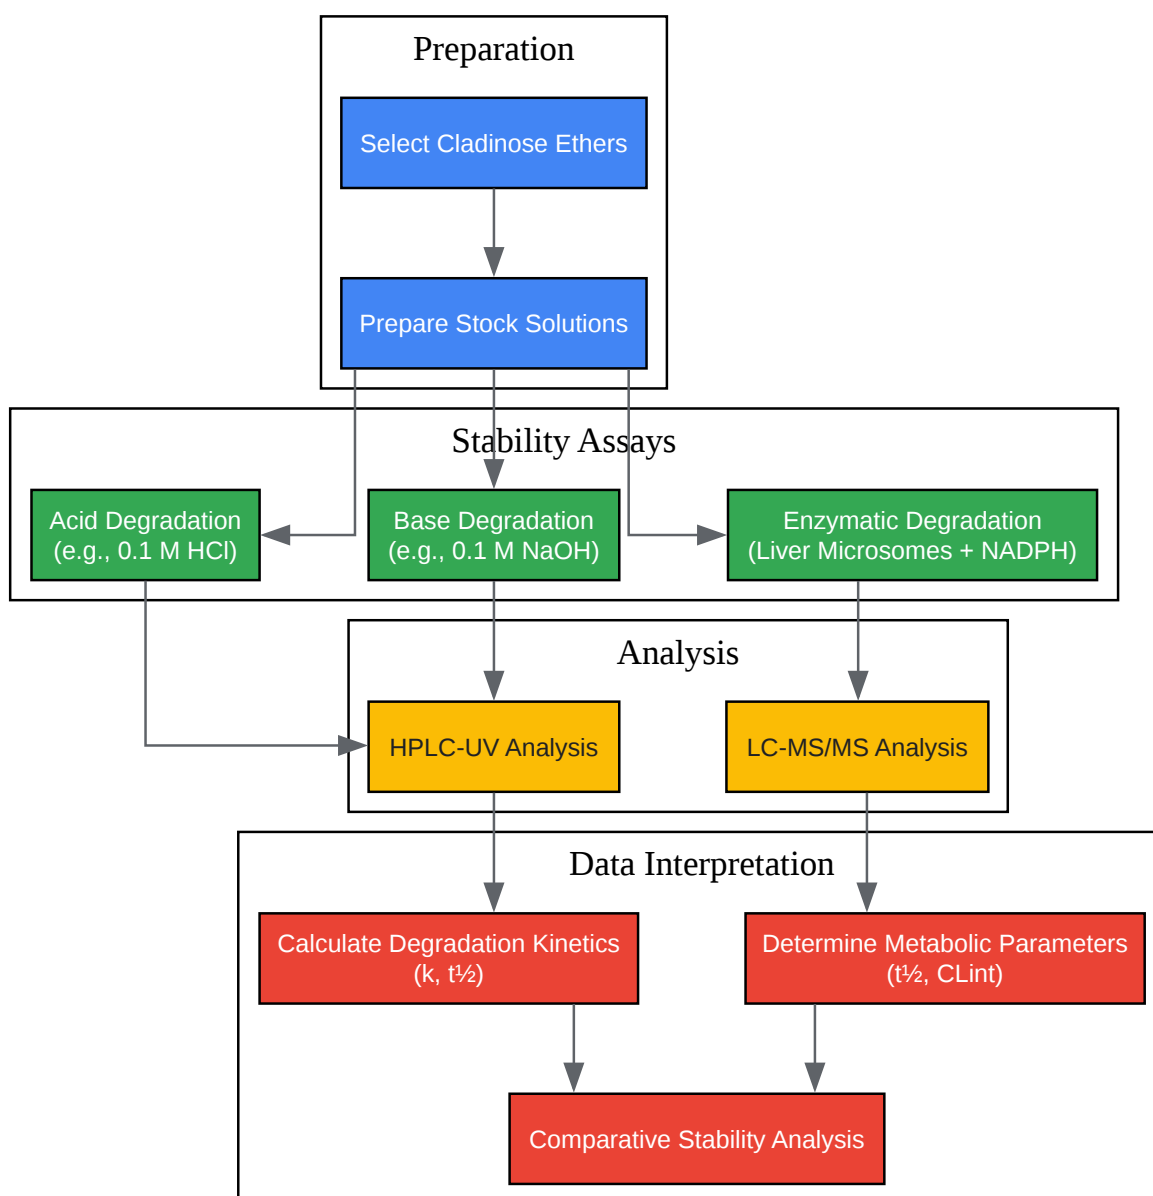 Preparation
Select Cladinose Ethers
Prepare Stock Solutions
Stability Assays
Acid Degradation
(e.g., 0.1 M HCl)
Base Degradation
(e.g., 0.1 M NaOH)
Enzymatic Degradation
(Liver Microsomes + NADPH)
Analysis
HPLC-UV Analysis
LC-MS/MS Analysis
Data Interpretation
Calculate Degradation Kinetics
(k, t½)
Determine Metabolic Parameters
(t½, CLint)
Comparative Stability Analysis